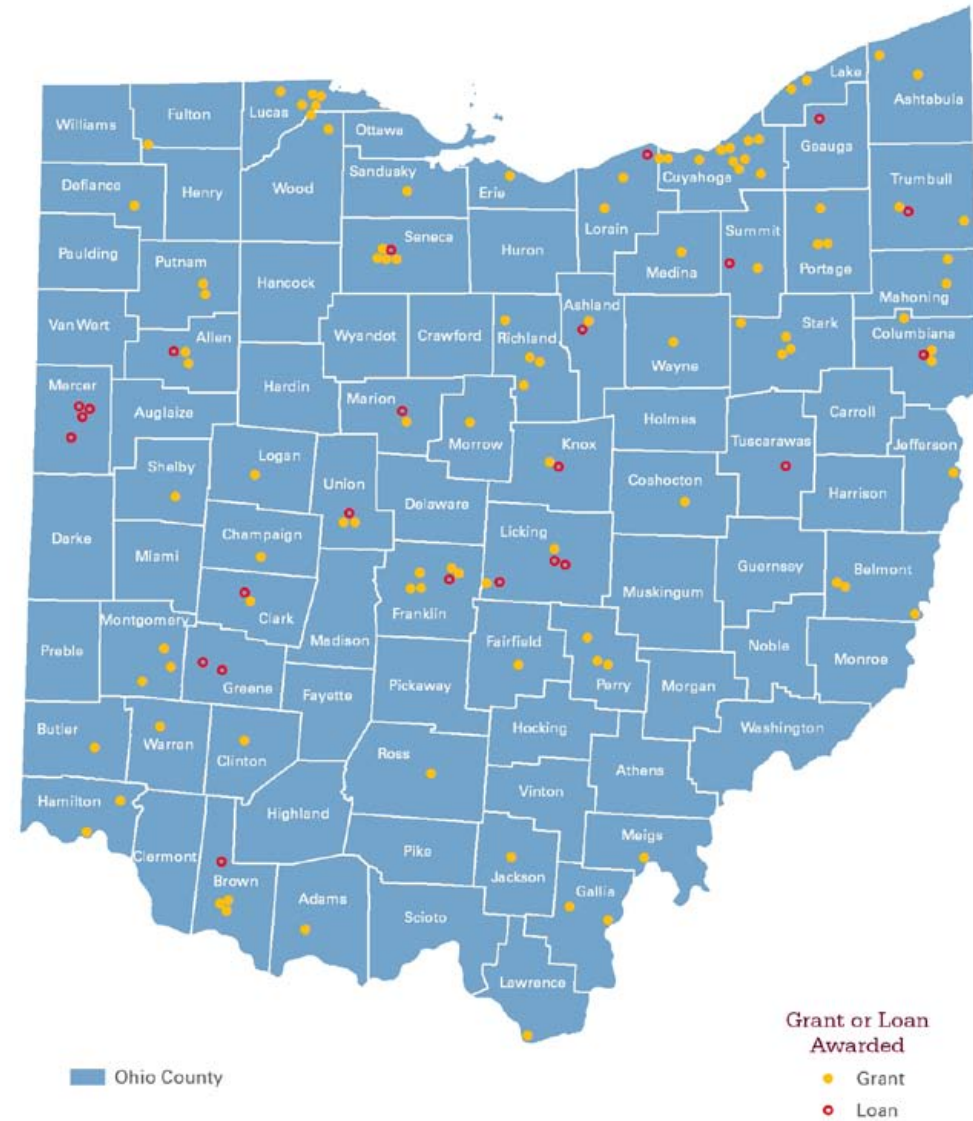 Lake
Ashtabula
Lucas
Fulton
Williams
Ottawa
Geauga
Sandusky
Cuyahoga
Trumbull
Defiance
Henry
Wood
Erie
Lorain
Summit
Seneca
Huron
Paulding
Putnam
Hancock
Medina
Portage
Mahoning
Ashland
Van Wert
Allen
Wyandot
Crawford
Richland
Stark
Columbiana
Wayne
Mercer
Hardin
Marion
Auglaize
Holmes
Carroll
Morrow
Knox
Tuscarawas
Jefferson
Logan
Shelby
Union
Coshocton
Harrison
Delaware
Licking
Champaign
Darke
Miami
Guernsey
Belmont
Muskingum
Franklin
Clark
Montgomery
Madison
Fairfield
Noble
Preble
Monroe
Perry
Morgan
Greene
Pickaway
Fayette
Hocking
Washington
Butler
Warren
Ross
Clinton
Athens
Vinton
Hamilton
Highland
Meigs
Pike
Clermont
Jackson
Brown
Gallia
Adams
Scioto
Lawrence
Grant or Loan
Awarded
Ohio County
Grant
Loan